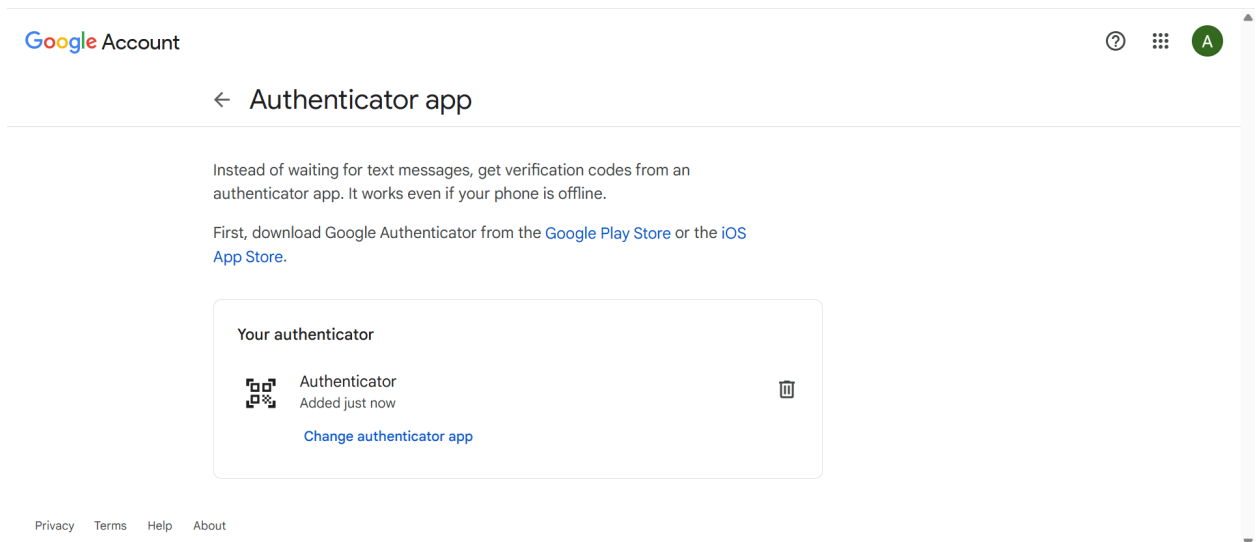 Google Account
A
Authenticator app
Instead of waiting for text messages, get verification codes from an
authenticator app. It works even if your phone is offline.
First, download Google Authenticator from the Google Play Store or the iOS
App Store.
Your authenticator
Authenticator
Added just now
Change authenticator app
Privacy Terms Help About